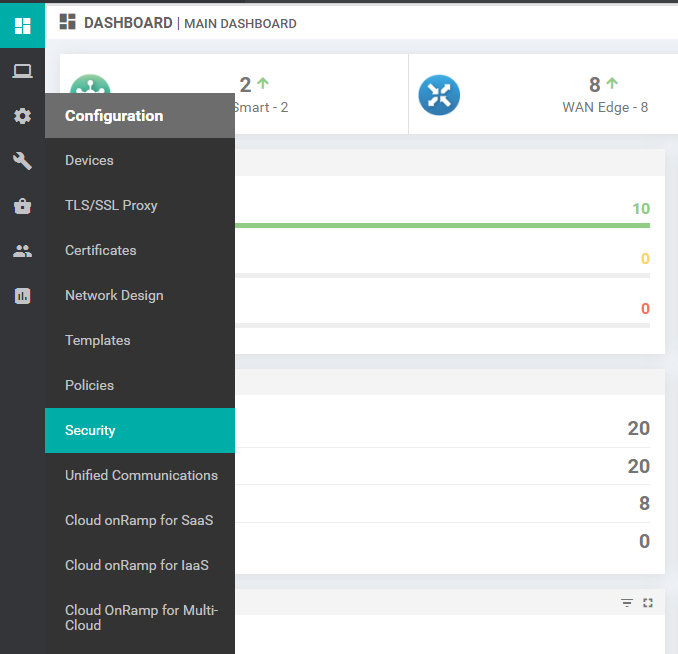 DASHBOARD | MAIN DASHBOARD
2
Smart - 2
8
WAN Edge - 8
Configuration
Devices
TLS/SSL Proxy
Certificates
Network Design
Templates
Policies
Security
Unified Communications
Cloud onRamp for SaaS
Cloud onRamp for IaaS
Cloud OnRamp for Multi-
Cloud
10
0
0
20
20
8
0